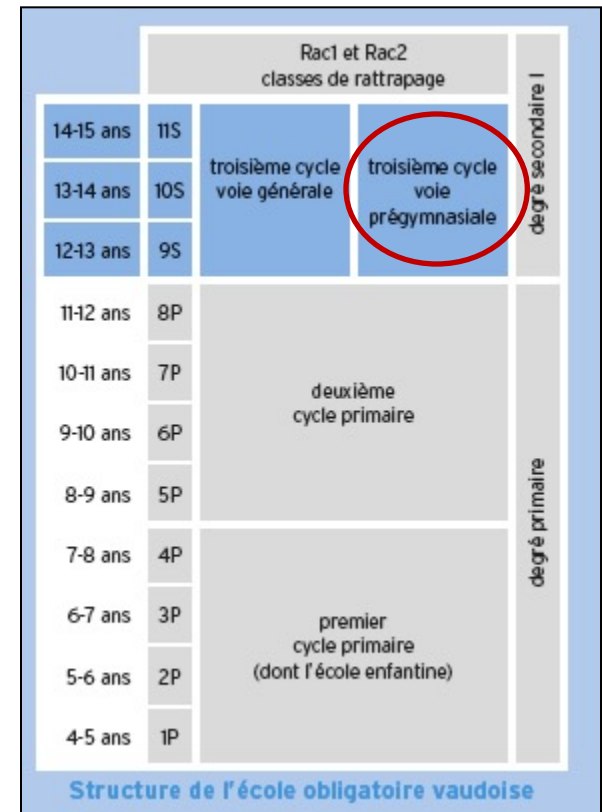 Rac1 et Rac2
classes de rattrapage
degré secondaire I
14-15 ans 11S
13-14 ans 10S
12-13 ans 9S
troisième cycle
voie générale
troisième cycle
voie
prégymnasiale
11-12 ans 8P
10-11 ans 7P
9-10 ans 6P
8-9 ans 5P
deuxième
cycle primaire
degré primaire
7-8 ans 4P
6-7 ans 3P
5-6 ans 2P
4-5 ans 1P
premier
cycle primaire
(dont l'école enfantine)
Structure de l'école obligatoire vaudoise